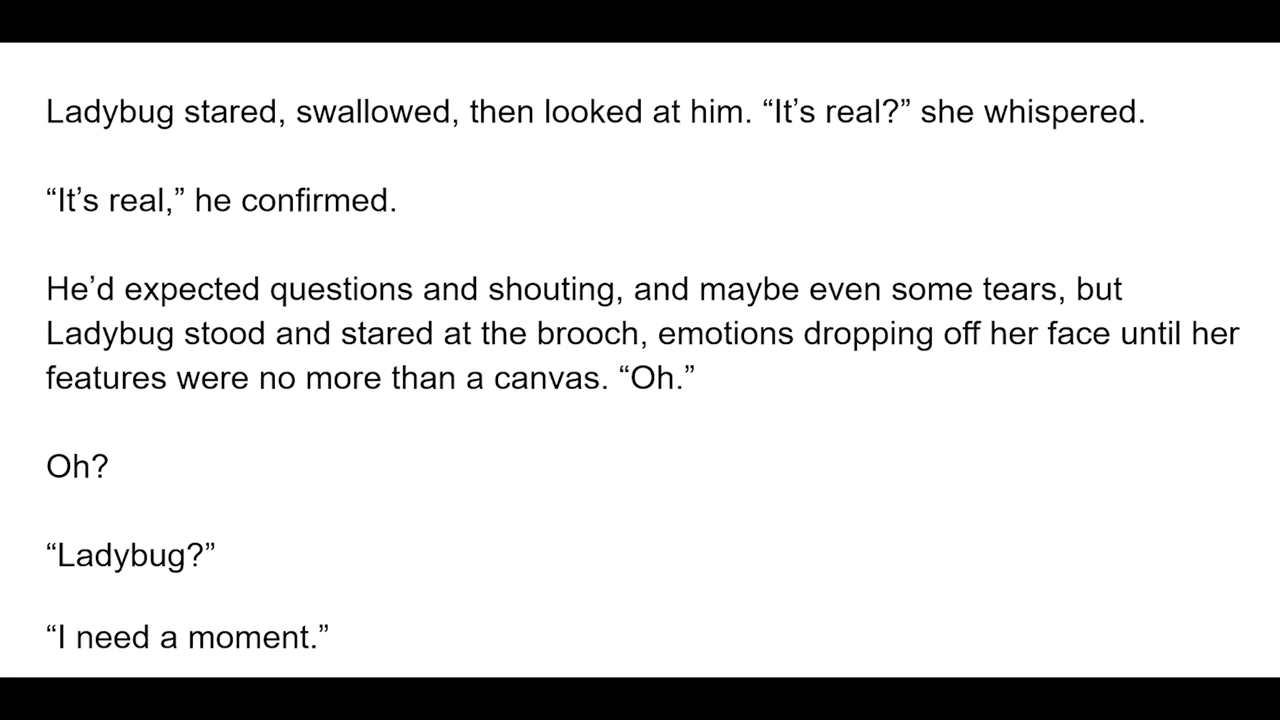 Ladybug stared, swallowed, then looked at him. “It’s real?” she whispered.
“It’s real,” he confirmed.
He’d expected questions and shouting, and maybe even some tears, but
Ladybug stood and stared at the brooch, emotions dropping off her face until her
features were no more than a canvas. “Oh.”
Oh?
“Ladybug?”
“I need a moment.”